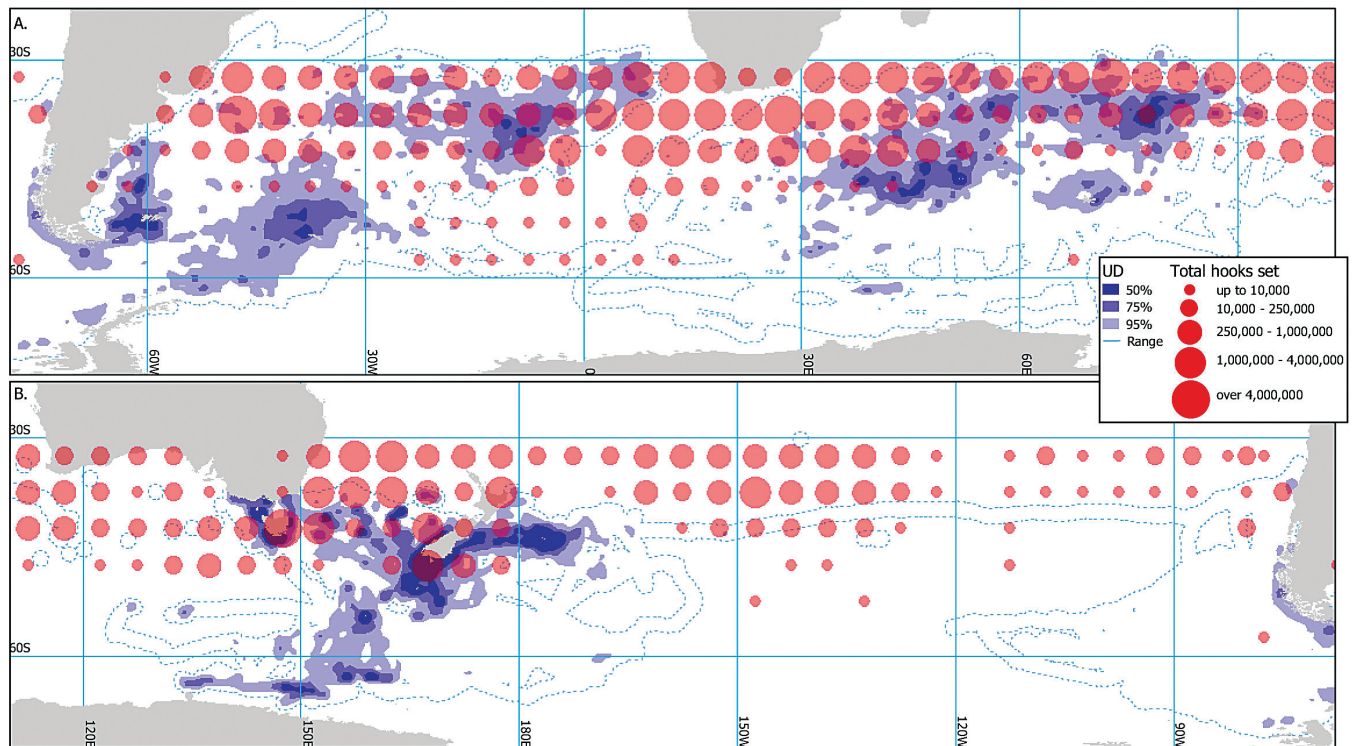 A.
30S
60S
60W
30W
0
30E
60E
UD
Total hooks set
50%
75%
95%
Range
up to 10,000
10,000 - 250,000
250,000 - 1,000,000
1,000,000 - 4,000,000
over 4,000,000
B.
30S
60S
120E
150E
180E
150W
120W
90W